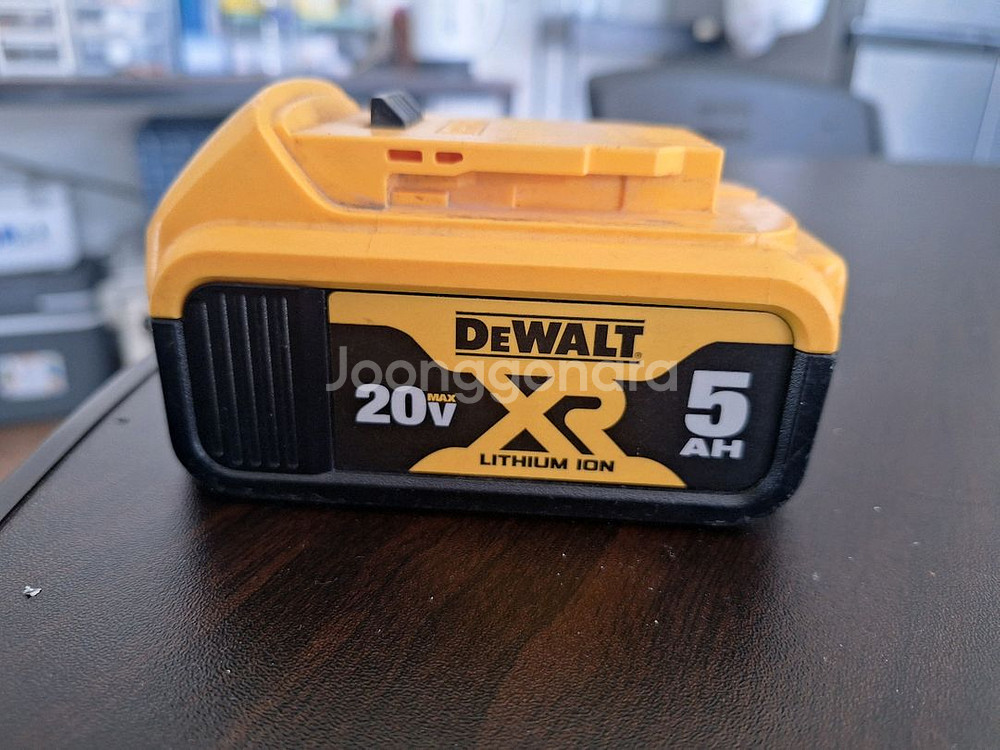 DEWALT
Joonggonara
20V MAX
XR
5
AH
LITHIUM ION